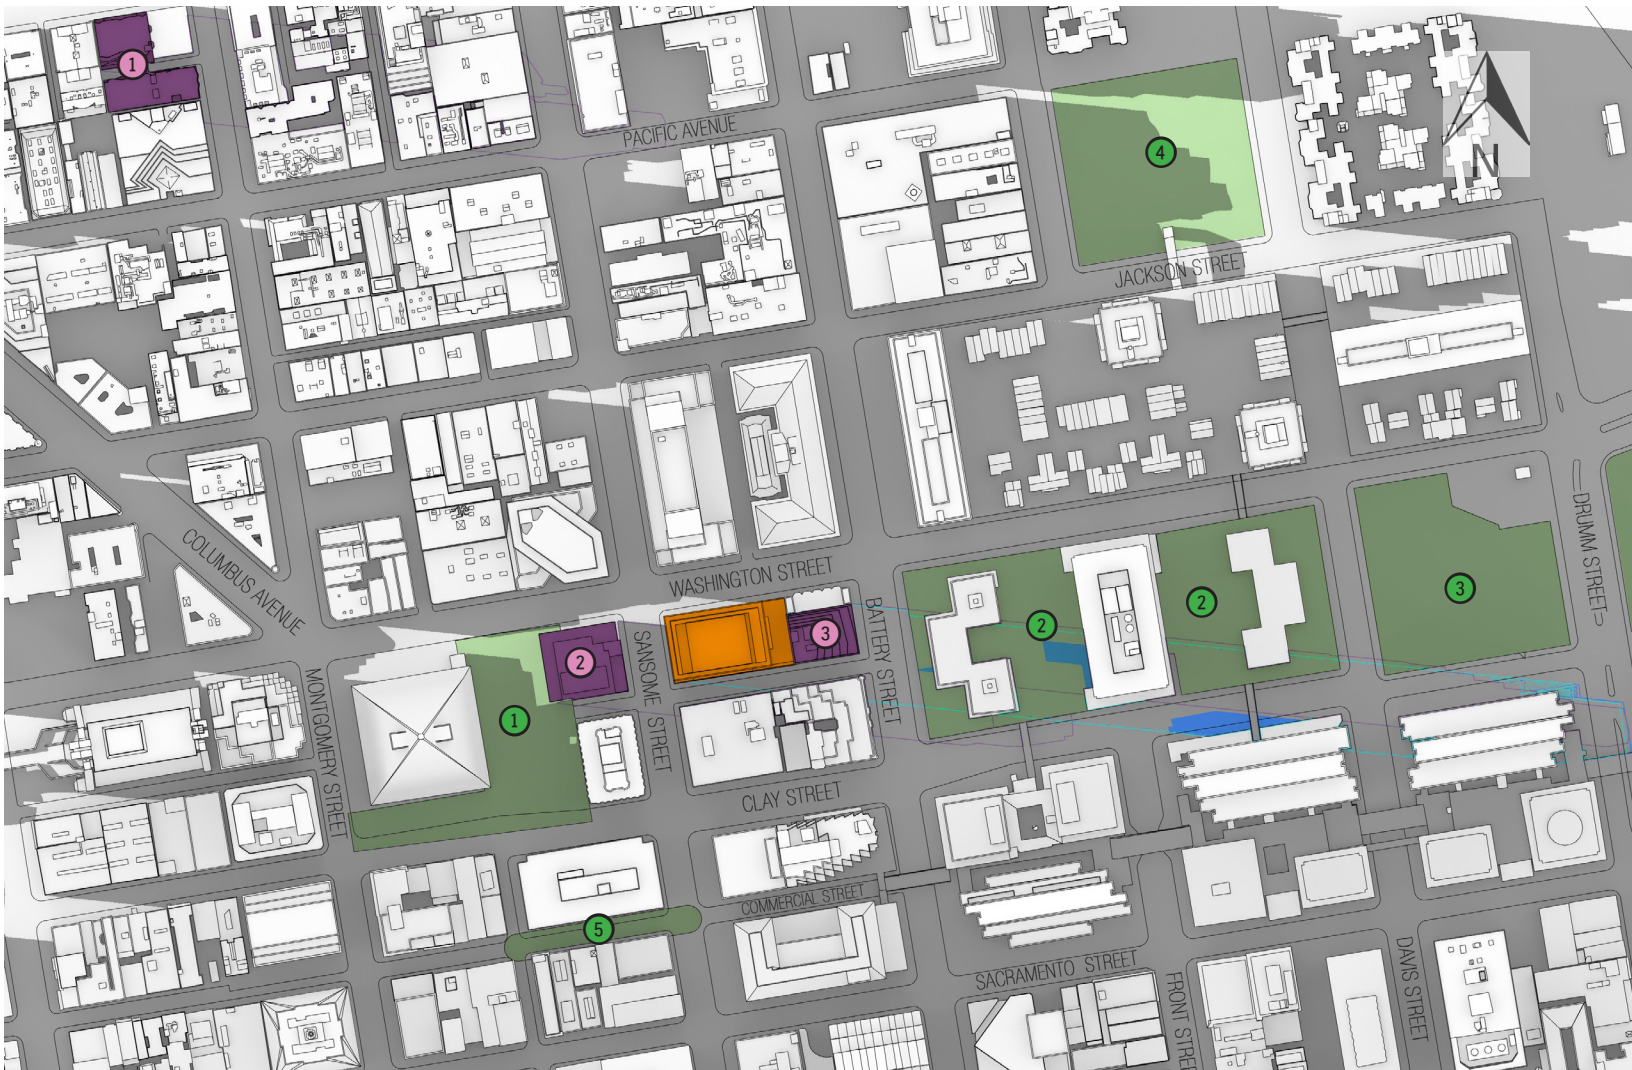 1
PACIFIC AVENUE
4
N
JACKSON STREET
COLUMBUS AVENUE
WASHINGTON STREET
DRUMM STREET
BATTERY STREET
3
2
2
3
2
SANSOME STREET
MONTGOMERY STREET
1
CLAY STREET
COMMERCIAL STREET
5
SACRAMENTO STREET
FRONT STREE
DAVIS STREET